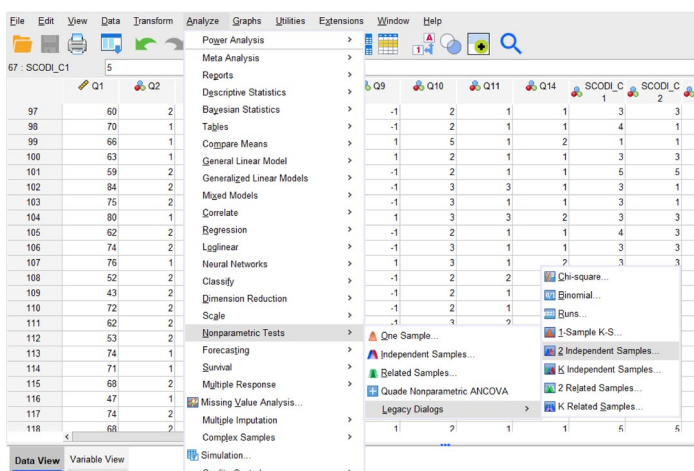 File Edit View Data Transform Analyze Graphs Utilities Extensions Window Help
67 : SCODI_C1 5
Q1 Q2 Q9 Q10 Q11 Q14 SCODI_C1 SCODI_C2
97 60 2 -1 2 1 1 3 3
98 70 1 -1 2 1 1 4 1
99 66 1 1 5 1 2 1 1
100 63 1 1 2 1 1 3 3
101 59 2 -1 2 1 1 5 5
102 84 2 -1 3 3 1 3 1
103 75 2 -1 3 1 1 3 1
104 80 1 1 3 3 2 3 3
105 62 2 -1 2 1 1 4 3
106 74 2 -1 3 1 1 3 3
107 76 1 1 3 1 2 3 3
108 52 2 -1 2 2
109 43 2 -1 2 1
110 72 2 -1 2 1
111 62 2 -1 3 2
112 53 2
113 74 1
114 71 1
115 68 2
116 47 1
117 74 2
118 68 2 1 2 1 1 5 5
Power Analysis
Meta Analysis
Reports
Descriptive Statistics
Bayesian Statistics
Tables
Compare Means
General Linear Model
Generalized Linear Models
Mixed Models
Correlate
Regression
Loglinear
Neural Networks
Classify
Dimension Reduction
Scale
Nonparametric Tests
Forecasting
Survival
Multiple Response
Missing Value Analysis...
Multiple Imputation
Complex Samples
Simulation...
One Sample...
Independent Samples...
Related Samples...
Quade Nonparametric ANCOVA
Legacy Dialogs
Chi-square...
Binomial...
Runs...
1-Sample K-S...
2 Independent Samples...
K Independent Samples...
2 Related Samples...
K Related Samples...
Data View Variable View